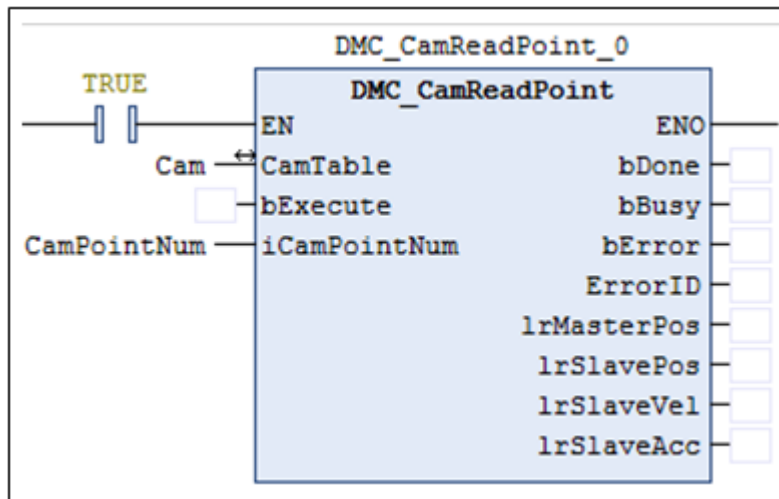 DMC_CamReadPoint_0
TRUE
DMC_CamReadPoint
EN ENO
Cam CamTable bDone
bExecute bBusy
CamPointNum iCamPointNum bError
ErrorID
lrMasterPos
lrSlavePos
lrSlaveVel
lrSlaveAcc